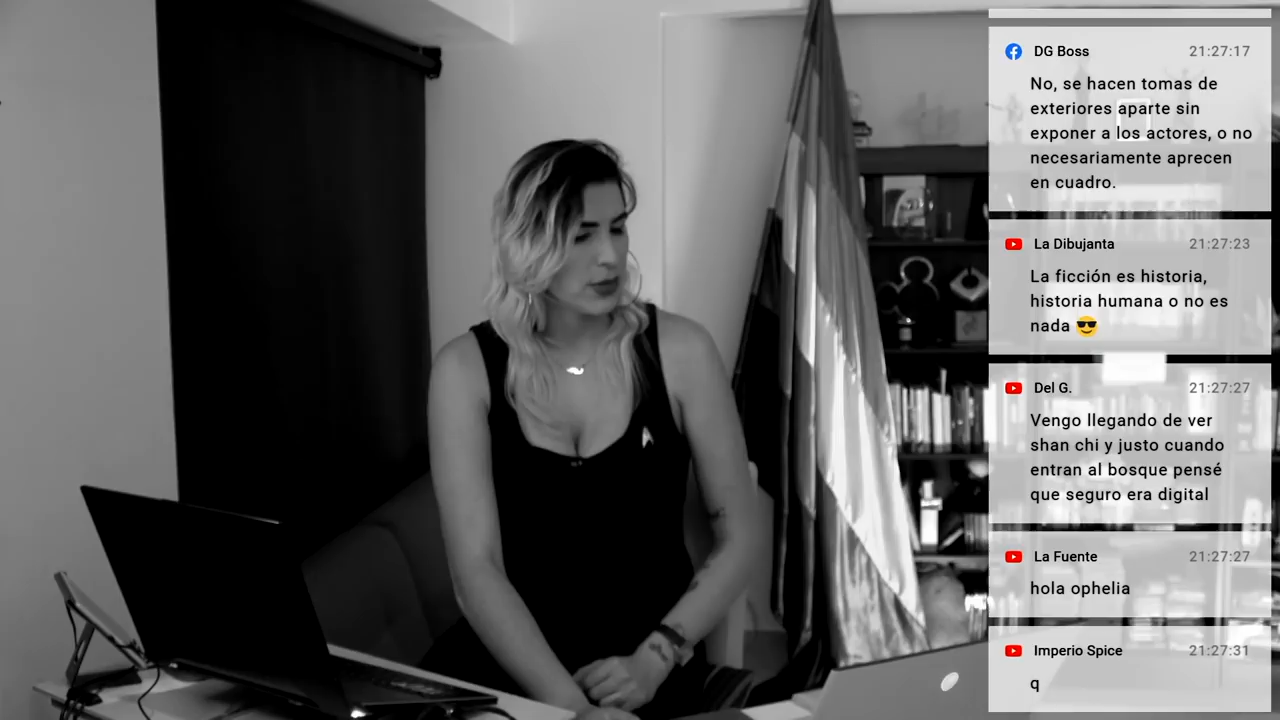 DG Boss 21:27:17
No, se hacen tomas de
exteriores aparte sin
exponer a los actores, o no
necesariamente aprecen
en cuadro.
La Dibujanta 21:27:23
La ficción es historia,
historia humana o no es
nada 😎
Del G. 21:27:27
Vengo llegando de ver
shan chi y justo cuando
entran al bosque pensé
que seguro era digital
La Fuente 21:27:27
hola ophelia
Imperio Spice 21:27:31
q